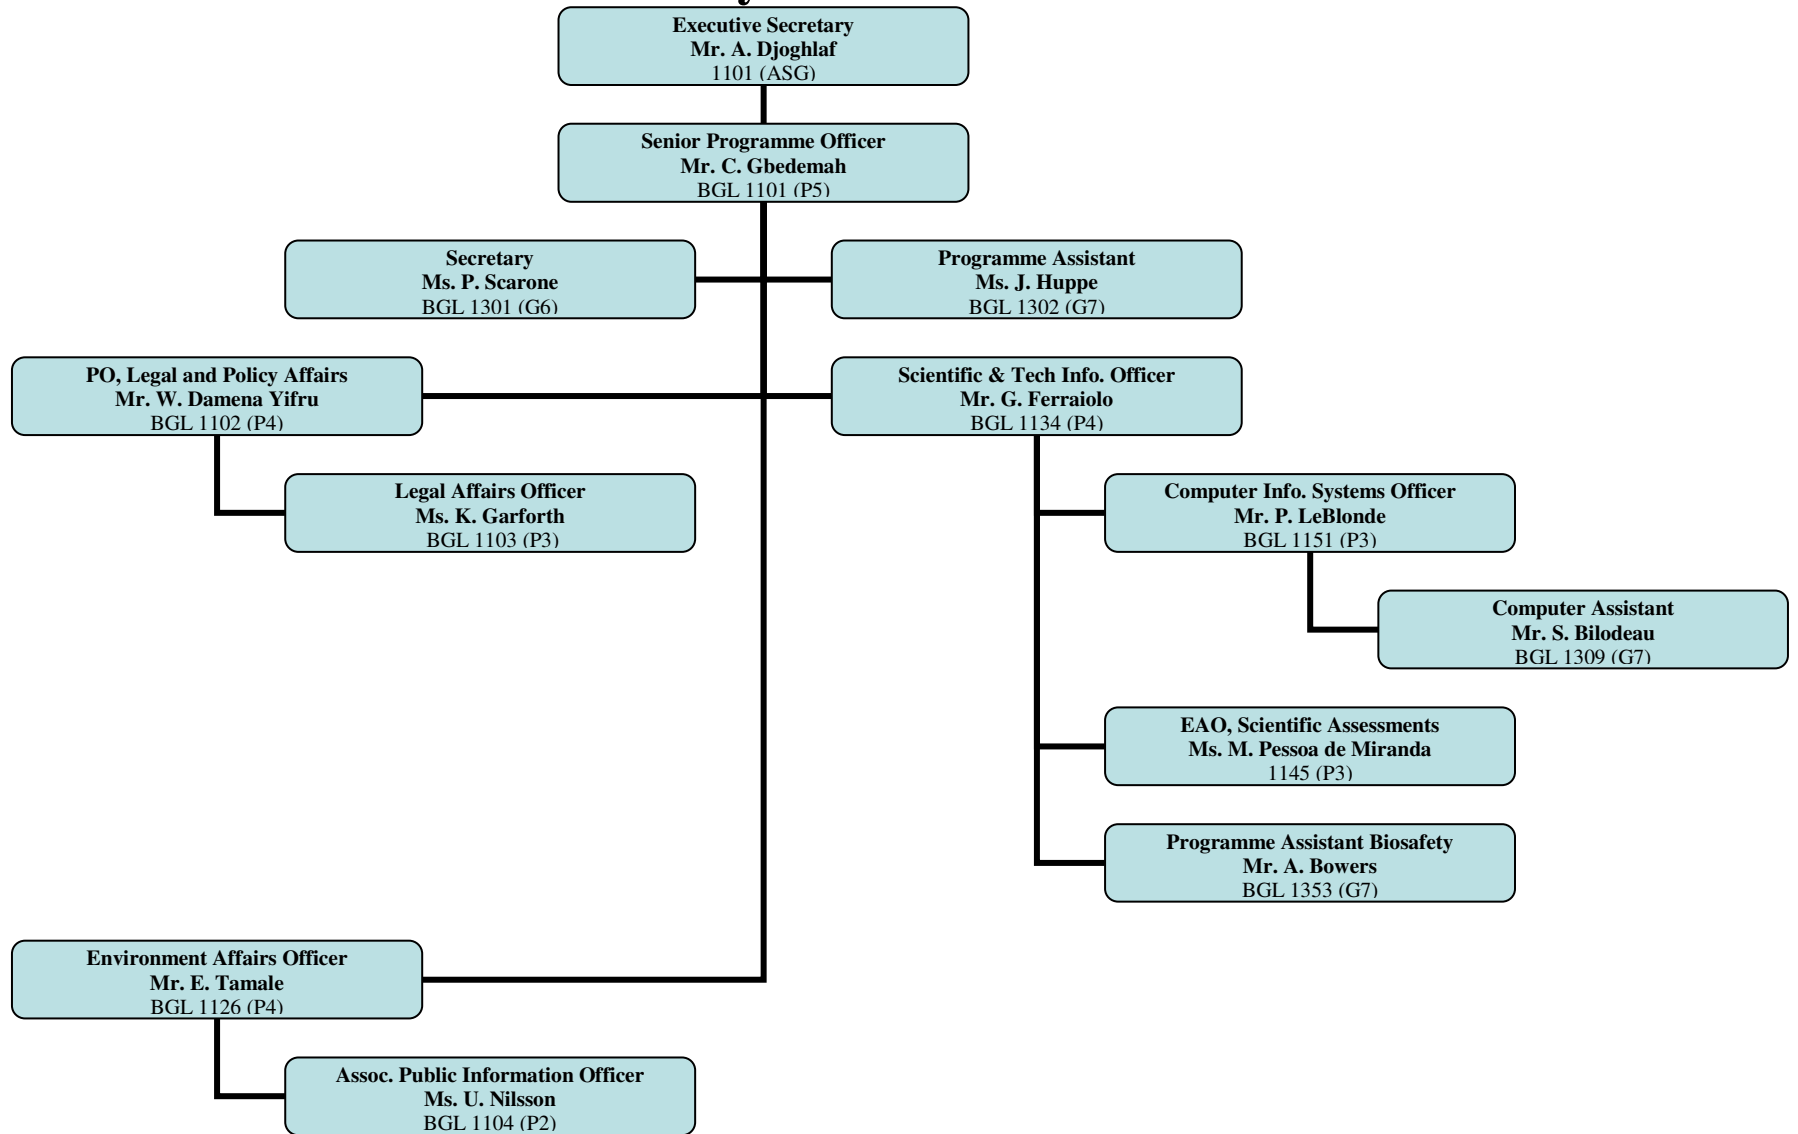 Executive Secretary
Mr. A. Djoghlaf
1101 (ASG)
Senior Programme Officer
Mr. C. Gbedemah
BGL 1101 (P5)
Secretary
Ms. P. Scarone
BGL 1301 (G6)
Programme Assistant
Ms. J. Huppe
BGL 1302 (G7)
PO, Legal and Policy Affairs
Mr. W. Damena Yifru
BGL 1102 (P4)
Scientific & Tech Info. Officer
Mr. G. Ferraiolo
BGL 1134 (P4)
Legal Affairs Officer
Ms. K. Garforth
BGL 1103 (P3)
Computer Info. Systems Officer
Mr. P. LeBlonde
BGL 1151 (P3)
Computer Assistant
Mr. S. Bilodeau
BGL 1309 (G7)
EAO, Scientific Assessments
Ms. M. Pessoa de Miranda
1145 (P3)
Programme Assistant Biosafety
Mr. A. Bowers
BGL 1353 (G7)
Environment Affairs Officer
Mr. E. Tamale
BGL 1126 (P4)
Assoc. Public Information Officer
Ms. U. Nilsson
BGL 1104 (P2)